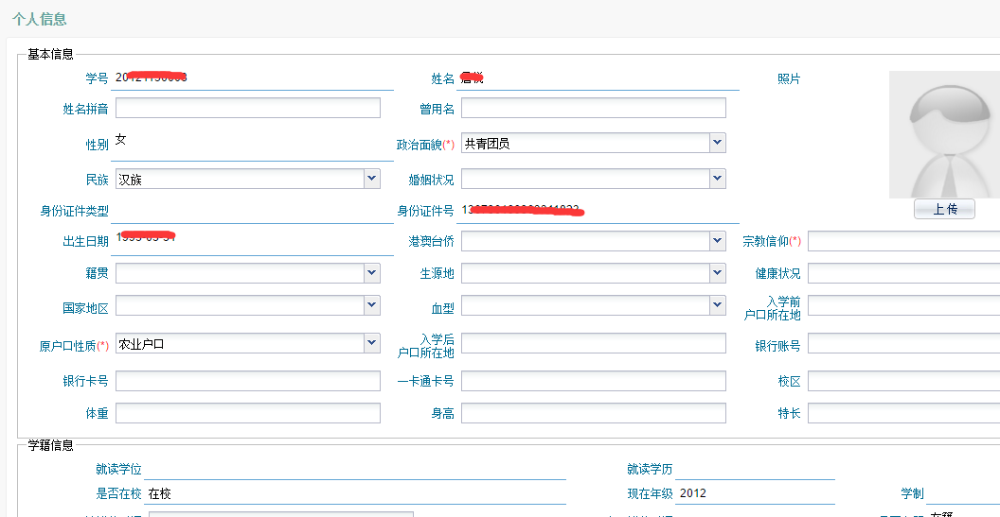 个人信息
基本信息
学号 姓名 照片
姓名拼音 曾用名
性别 女 政治面貌(*) 共青团员
民族 汉族 婚姻状况
上传
身份证件类型 身份证件号
出生日期 港澳台侨 宗教信仰(*)
籍贯 生源地 健康状况
国家地区 血型 入学前户口所在地
原户口性质(*) 农业户口 入学后户口所在地 银行账号
银行卡号 一卡通卡号 校区
体重 身高 特长
学籍信息
就读学位 就读学历
是否在校 在校 现在年级 2012 学制